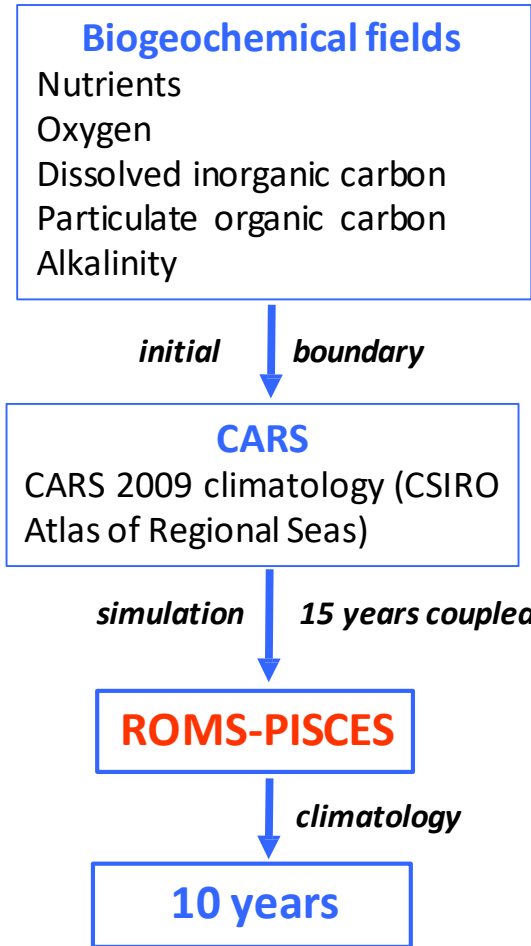 Biogeochemical fields
Nutrients
Oxygen
Dissolved inorganic carbon
Particulate organic carbon
Alkalinity
initial boundary
CARS
CARS 2009 climatology (CSIRO
Atlas of Regional Seas)
simulation 15 years coupled
ROMS-PISCES
climatology
10 years